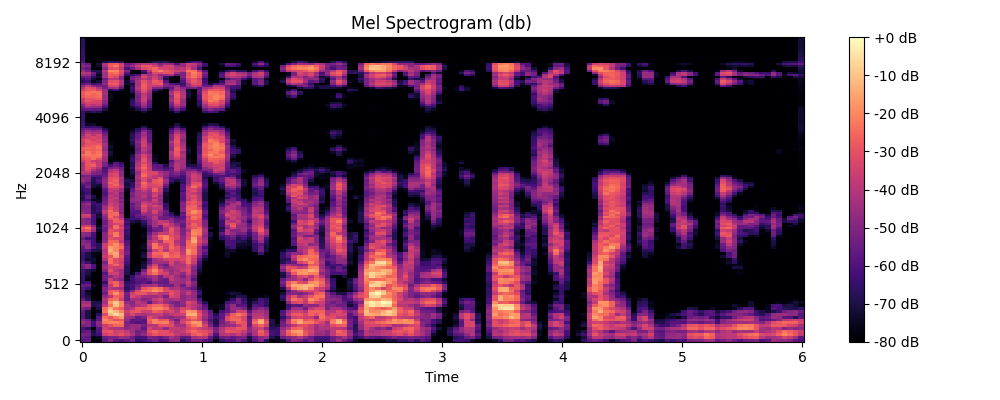 Mel Spectrogram (db)
Hz
8192
4096
2048
1024
512
0
0 1 2 3 4 5 6
Time
+0 dB
-10 dB
-20 dB
-30 dB
-40 dB
-50 dB
-60 dB
-70 dB
-80 dB